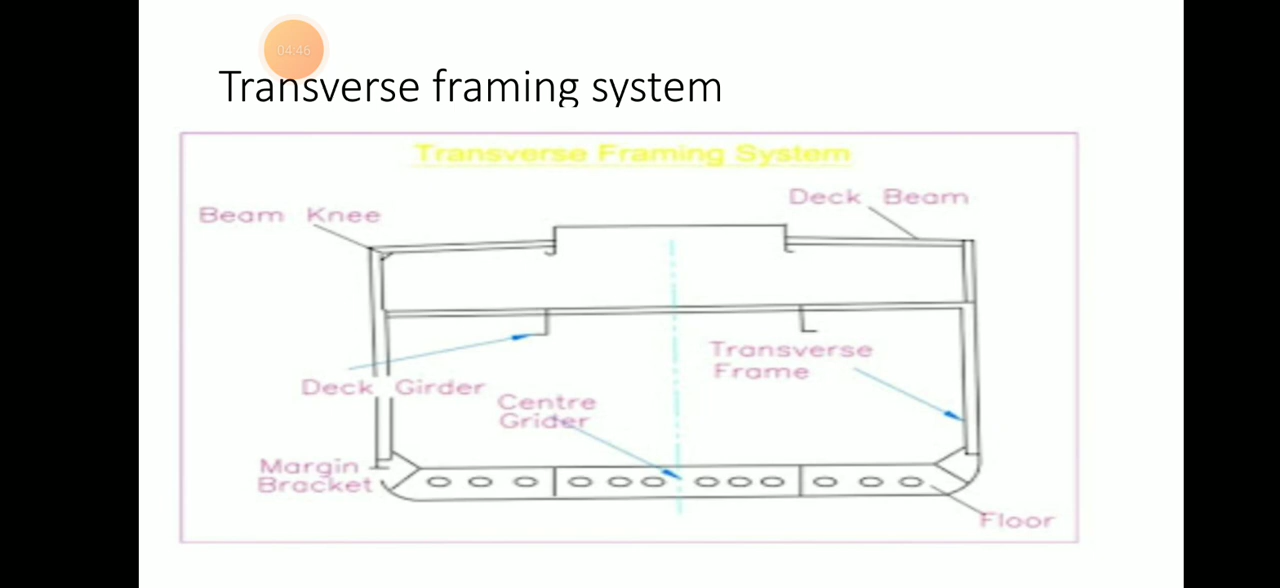 04:46
Transverse framing system
Transverse Framing System
Deck Beam
Beam Knee
Transverse
Frame
Deck Girder
Centre
Grider
Margin
Bracket
Floor